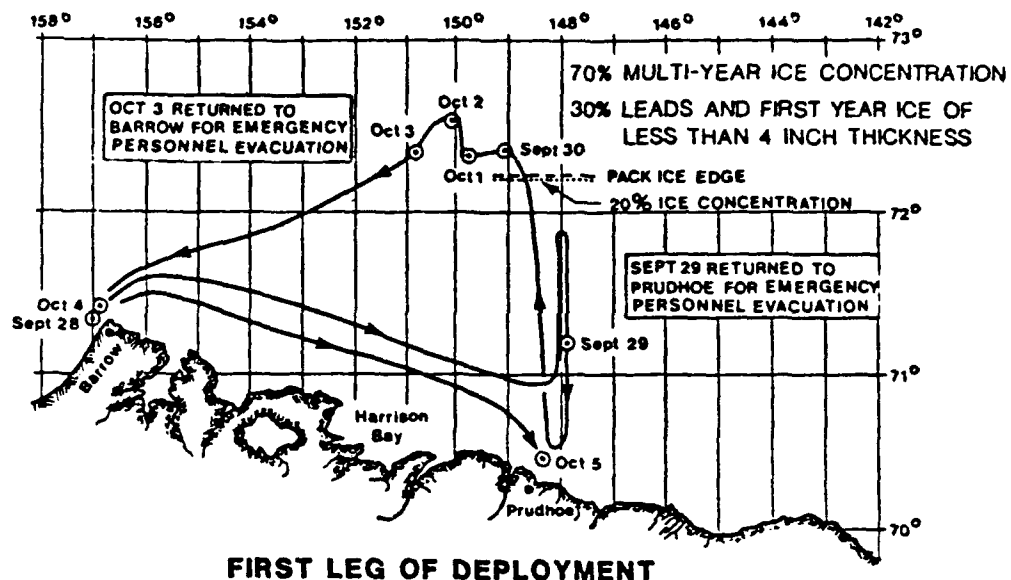 158° 156° 154° 152° 150° 148° 146° 144° 142°
73°
70% MULTI-YEAR ICE CONCENTRATION
30% LEADS AND FIRST YEAR ICE OF
LESS THAN 4 INCH THICKNESS
OCT 3 RETURNED TO
BARROW FOR EMERGENCY
PERSONNEL EVACUATION
Oct 2
Oct 3
Sept 30
Oct 1
PACK ICE EDGE
20% ICE CONCENTRATION
72°
SEPT 29 RETURNED TO
PRUDHOE FOR EMERGENCY
PERSONNEL EVACUATION
Oct 4
Sept 28
Sept 29
Barrow
71°
Harrison
Bay
Oct 5
Prudhoe
70°
FIRST LEG OF DEPLOYMENT